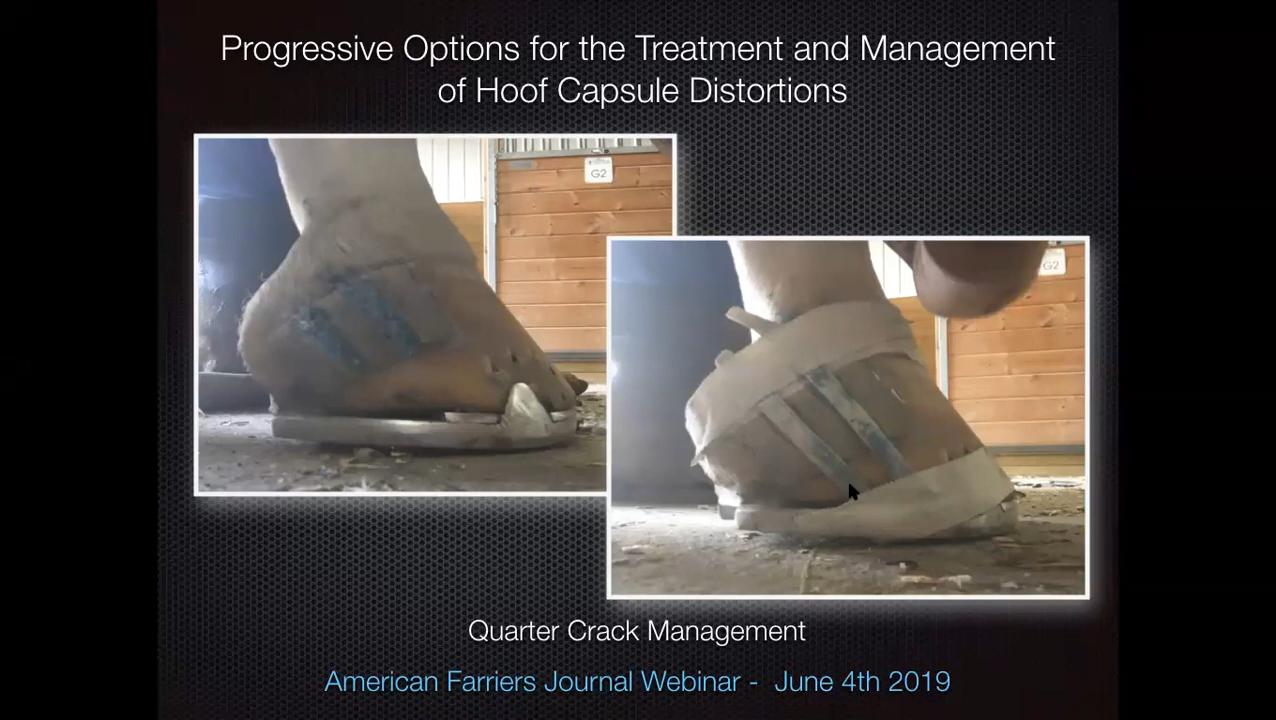 Progressive Options for the Treatment and Management
of Hoof Capsule Distortions
G2
G2
Quarter Crack Management
American Farriers Journal Webinar - June 4th 2019